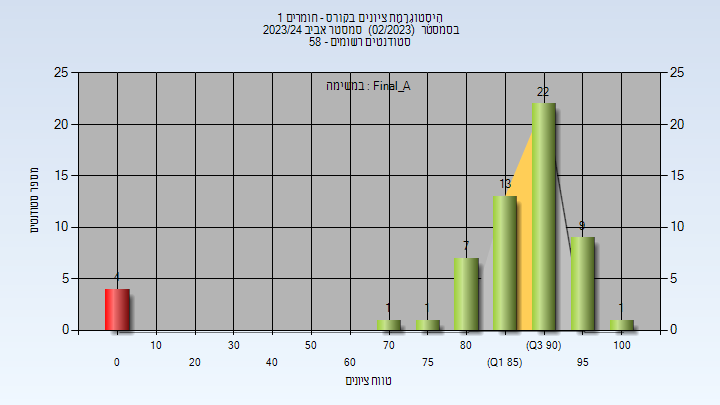 היסטוגרמת ציונים בקורס - חומרים 1
בסמסטר (02/2023) סמסטר אביב 2023/24
סטודנטים רשומים - 58
במשימה : Final_A
מספר סטודנטים
25 25
20 20
15 15
10 10
5 5
0 0
4 1 1 7 13 22 9 1
10 30 50 70 80 (Q3 90) 100
0 20 40 60 75 (Q1 85) 95
טווח ציונים